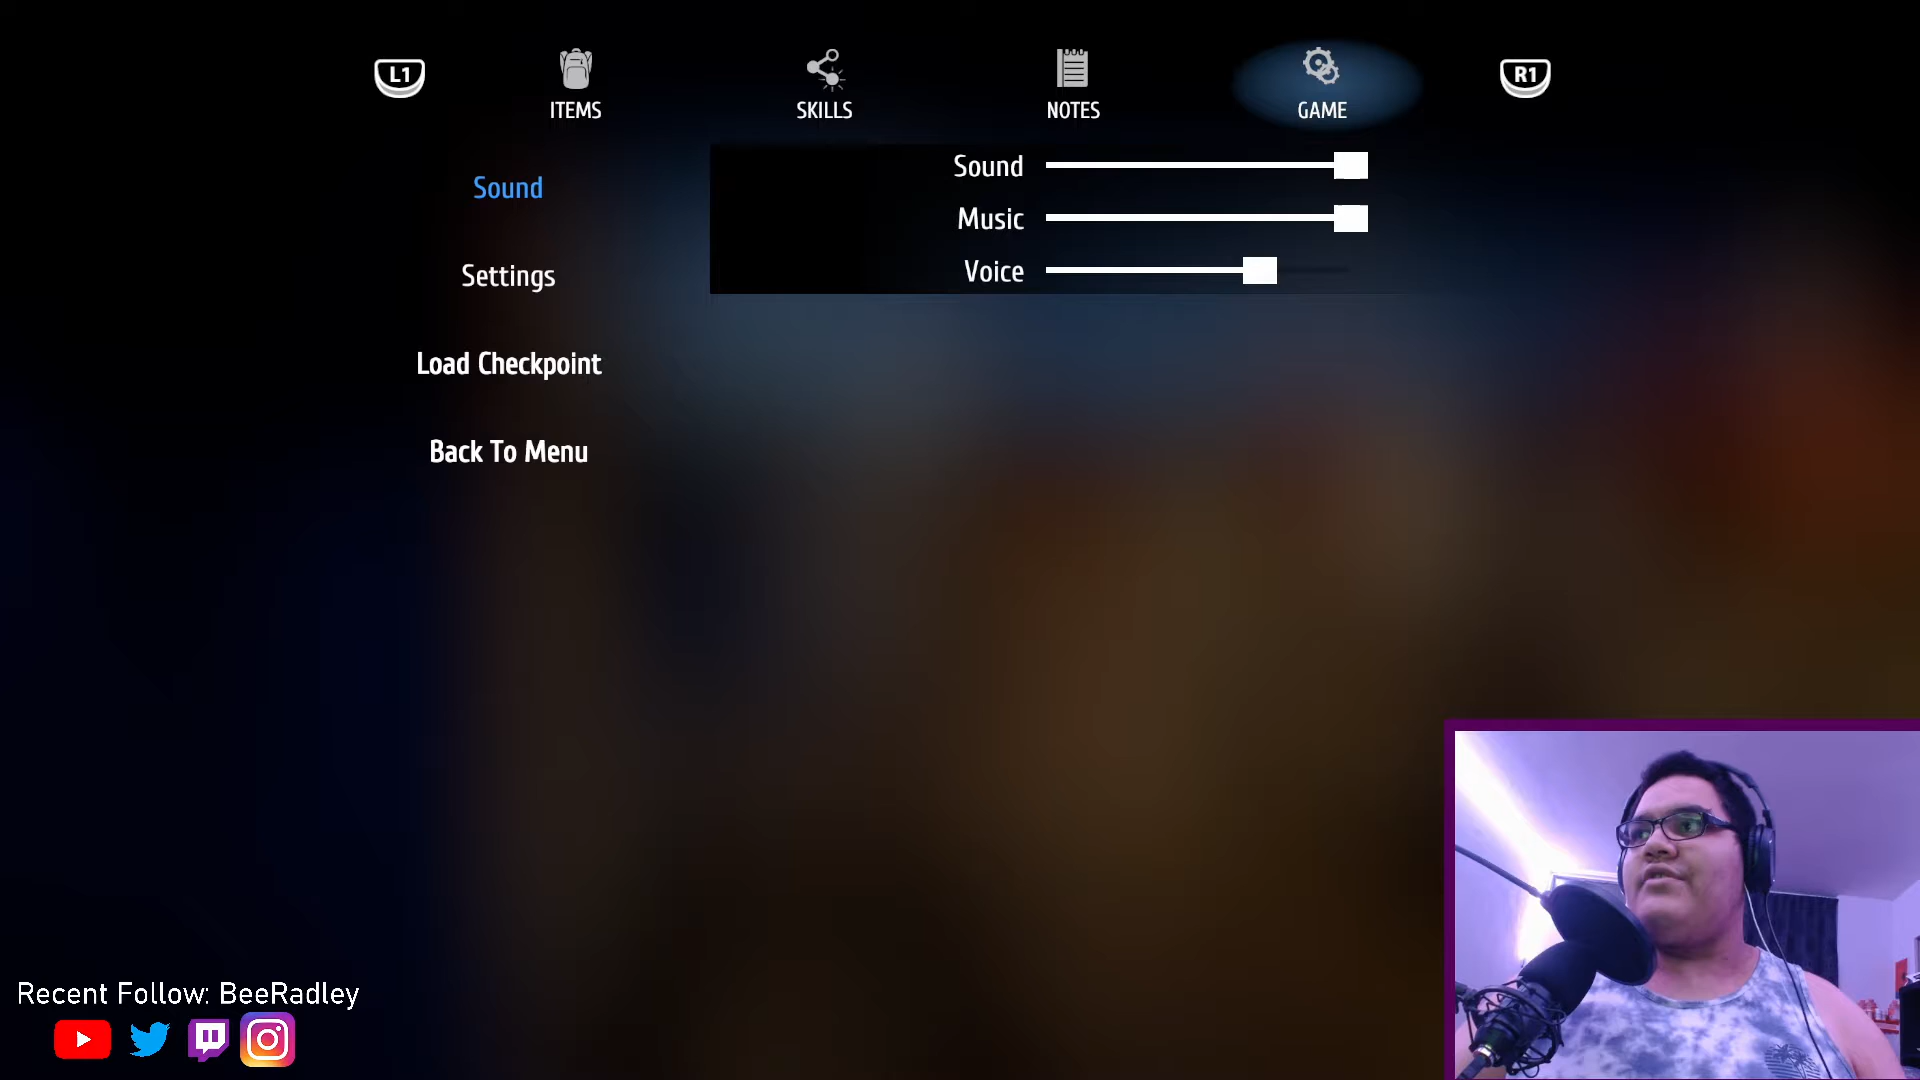 L1
ITEMS
SKILLS
NOTES
GAME
R1
Sound
Settings
Load Checkpoint
Back To Menu
Sound
Music
Voice
Recent Follow: BeeRadley